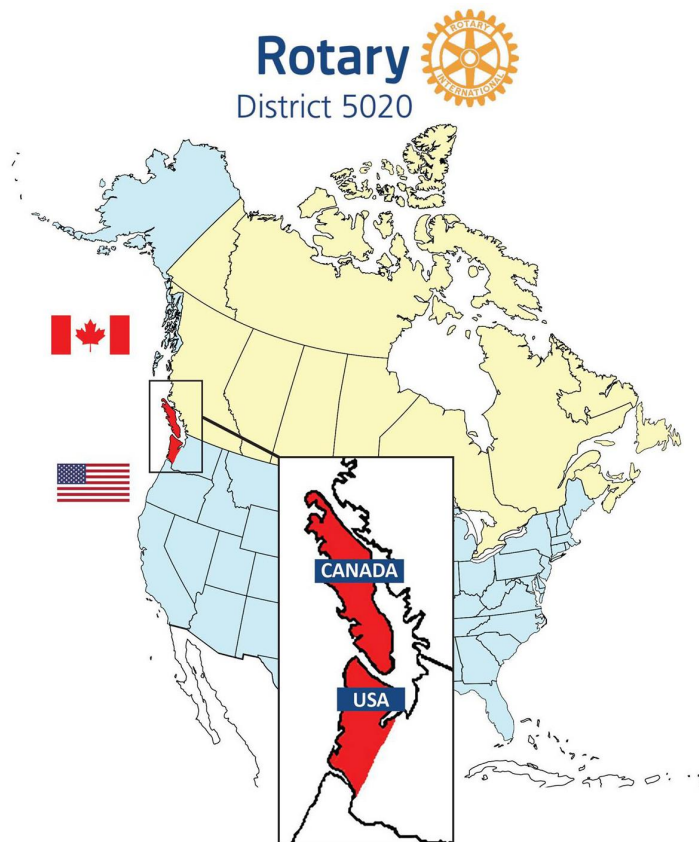 Rotary
ROTARY
INTERNATIONAL
District 5020
CANADA
USA